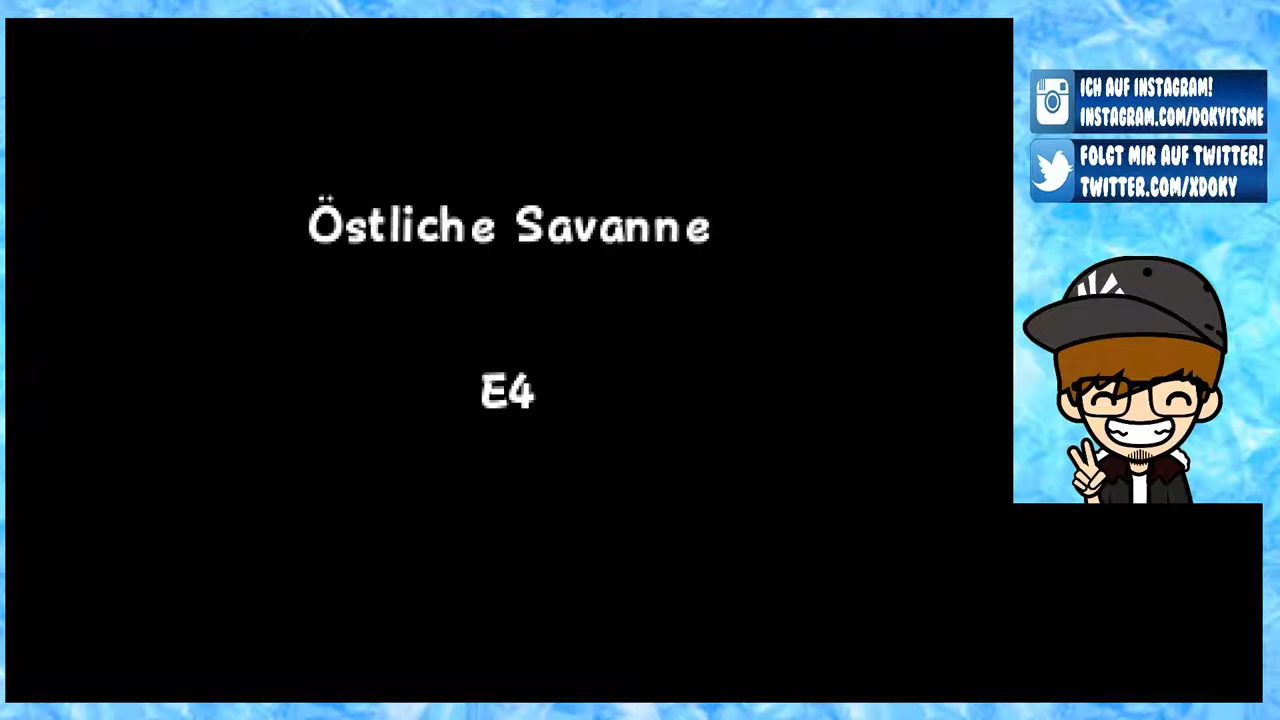 Östliche Savanne
E4
ICH AUF INSTAGRAM!
INSTAGRAM.COM/DOKYITSME
FOLGT MIR AUF TWITTER!
TWITTER.COM/XDOKY